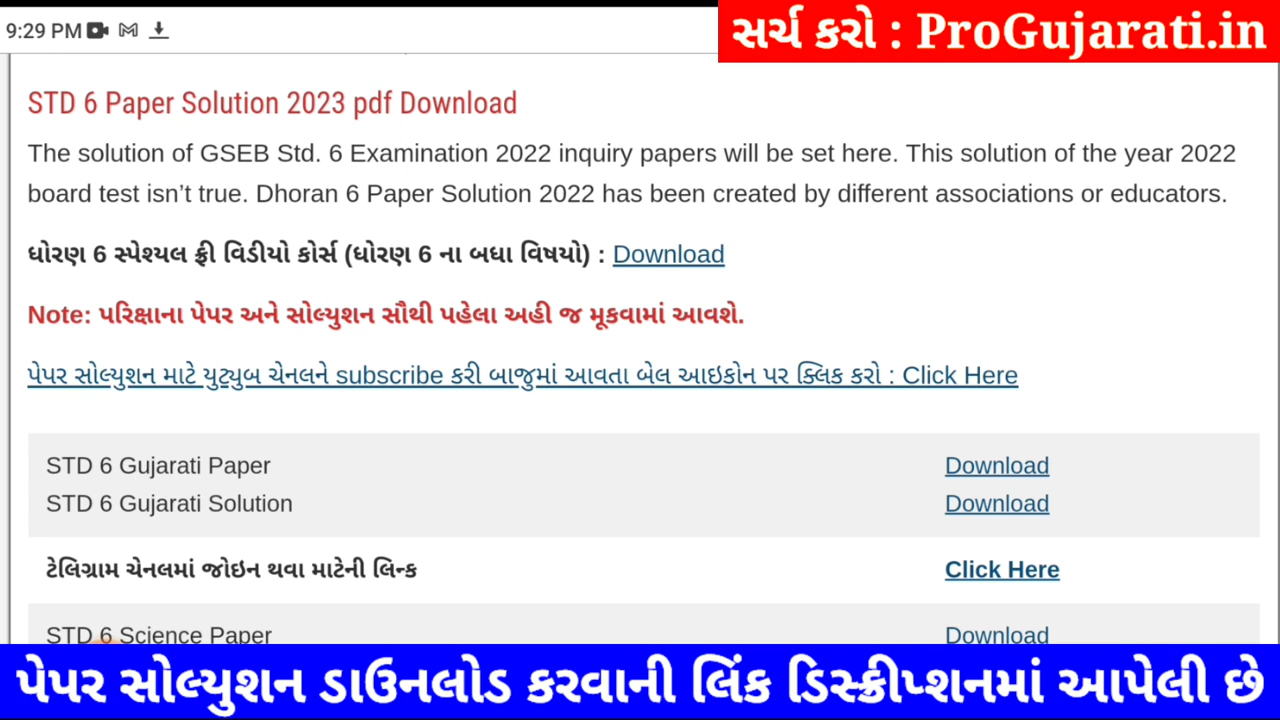 9:29 PM
સર્ચ કરો : ProGujarati.in
STD 6 Paper Solution 2023 pdf Download
The solution of GSEB Std. 6 Examination 2022 inquiry papers will be set here. This solution of the year 2022
board test isn’t true. Dhoran 6 Paper Solution 2022 has been created by different associations or educators.
ધોરણ 6 સ્પેશ્યલ ફ્રી વિડીયો કોર્સ (ધોરણ 6 ના બધા વિષયો) : Download
Note: પરિક્ષાના પેપર અને સોલ્યુશન સૌથી પહેલા અહી જ મૂકવામાં આવશે.
પેપર સોલ્યુશન માટે યુટ્યુબ ચેનલને subscribe કરી બાજુમાં આવતા બેલ આઇકોન પર ક્લિક કરો : Click Here
STD 6 Gujarati Paper Download
STD 6 Gujarati Solution Download
ટેલિગ્રામ ચેનલમાં જોઇન થવા માટેની લિન્ક Click Here
STD 6 Science Paper Download
પેપર સોલ્યુશન ડાઉનલોડ કરવાની લિંક ડિસ્ક્રીપ્શનમાં આપેલી છે